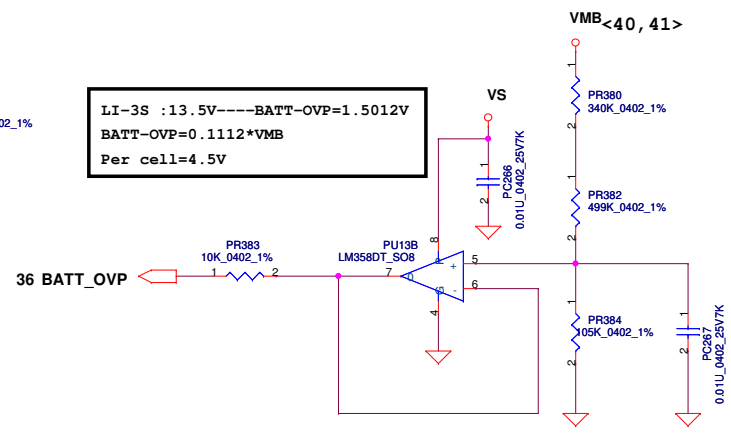 VMB<40,41>
1
PR380
340K_0402_1%
2
02_1%
LI-3S :13.5V----BATT-OVP=1.5012V
BATT-OVP=0.1112*VMB
Per cell=4.5V
VS
1
PC266
0.01U_0402_25V7K
2
1
PR382
499K_0402_1%
2
PR383
10K_0402_1%
PU13B
LM358DT_SO8
8
P
36 BATT_OVP
1
2
7
0
+
5
-
6
G
4
1
PR384
105K_0402_1%
2
1
PC267
0.01U_0402_25V7K
2